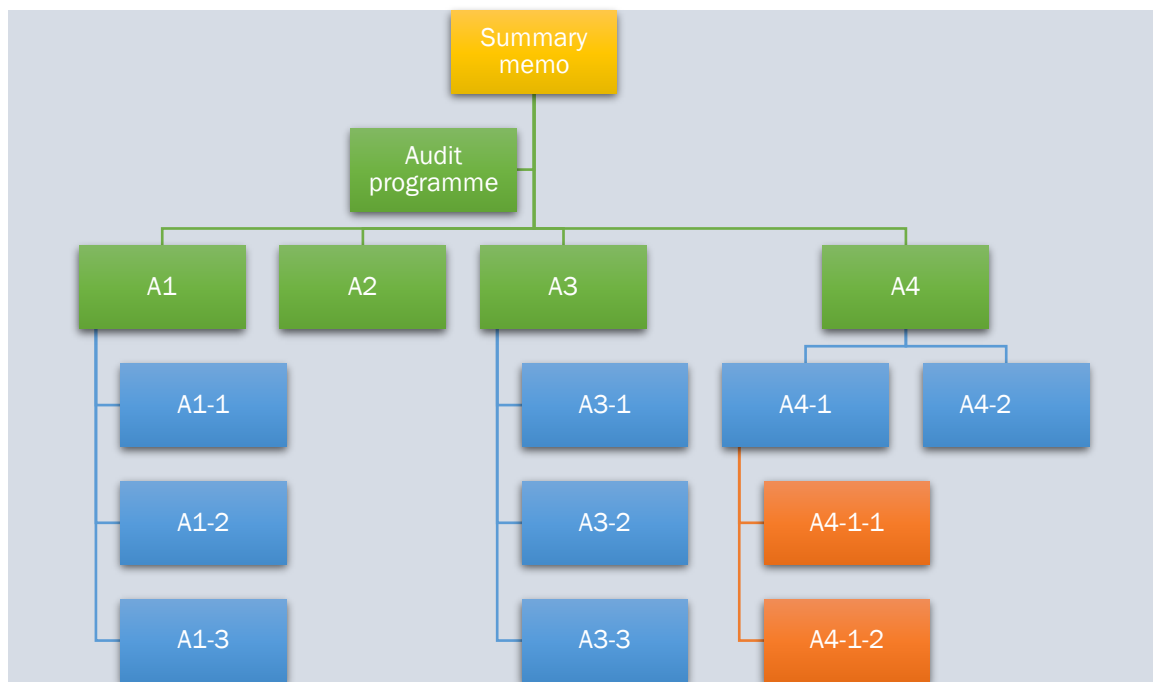 Summary
memo
Audit
programme
A1
A2
A3
A4
A1-1
A3-1
A4-1
A4-2
A1-2
A3-2
A4-1-1
A1-3
A3-3
A4-1-2